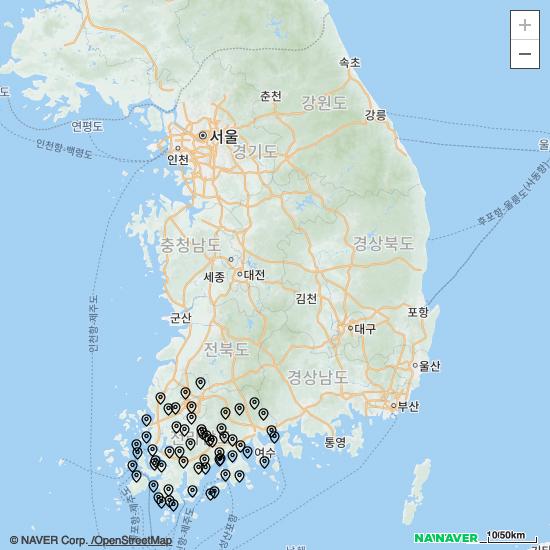 +
−
속초
춘천
강원도
강릉
도
연평도
서울
인천
경기도
울
인천항-백령도
후포항-울릉도(사동항)
충청남도
경상북도
세종
대전
김천
인천항-제주도
포항
군산
대구
전북도
울산
경상남도
부산
통영
여수
성산포항
10/50km
© NAVER Corp. /OpenStreetMap
NAVER